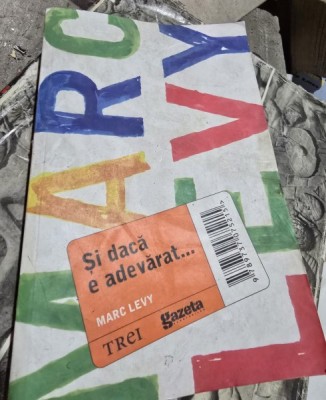 MARC
LEVY
Și dacă
e adevărat...
MARC LEVY
TREI
gazeta